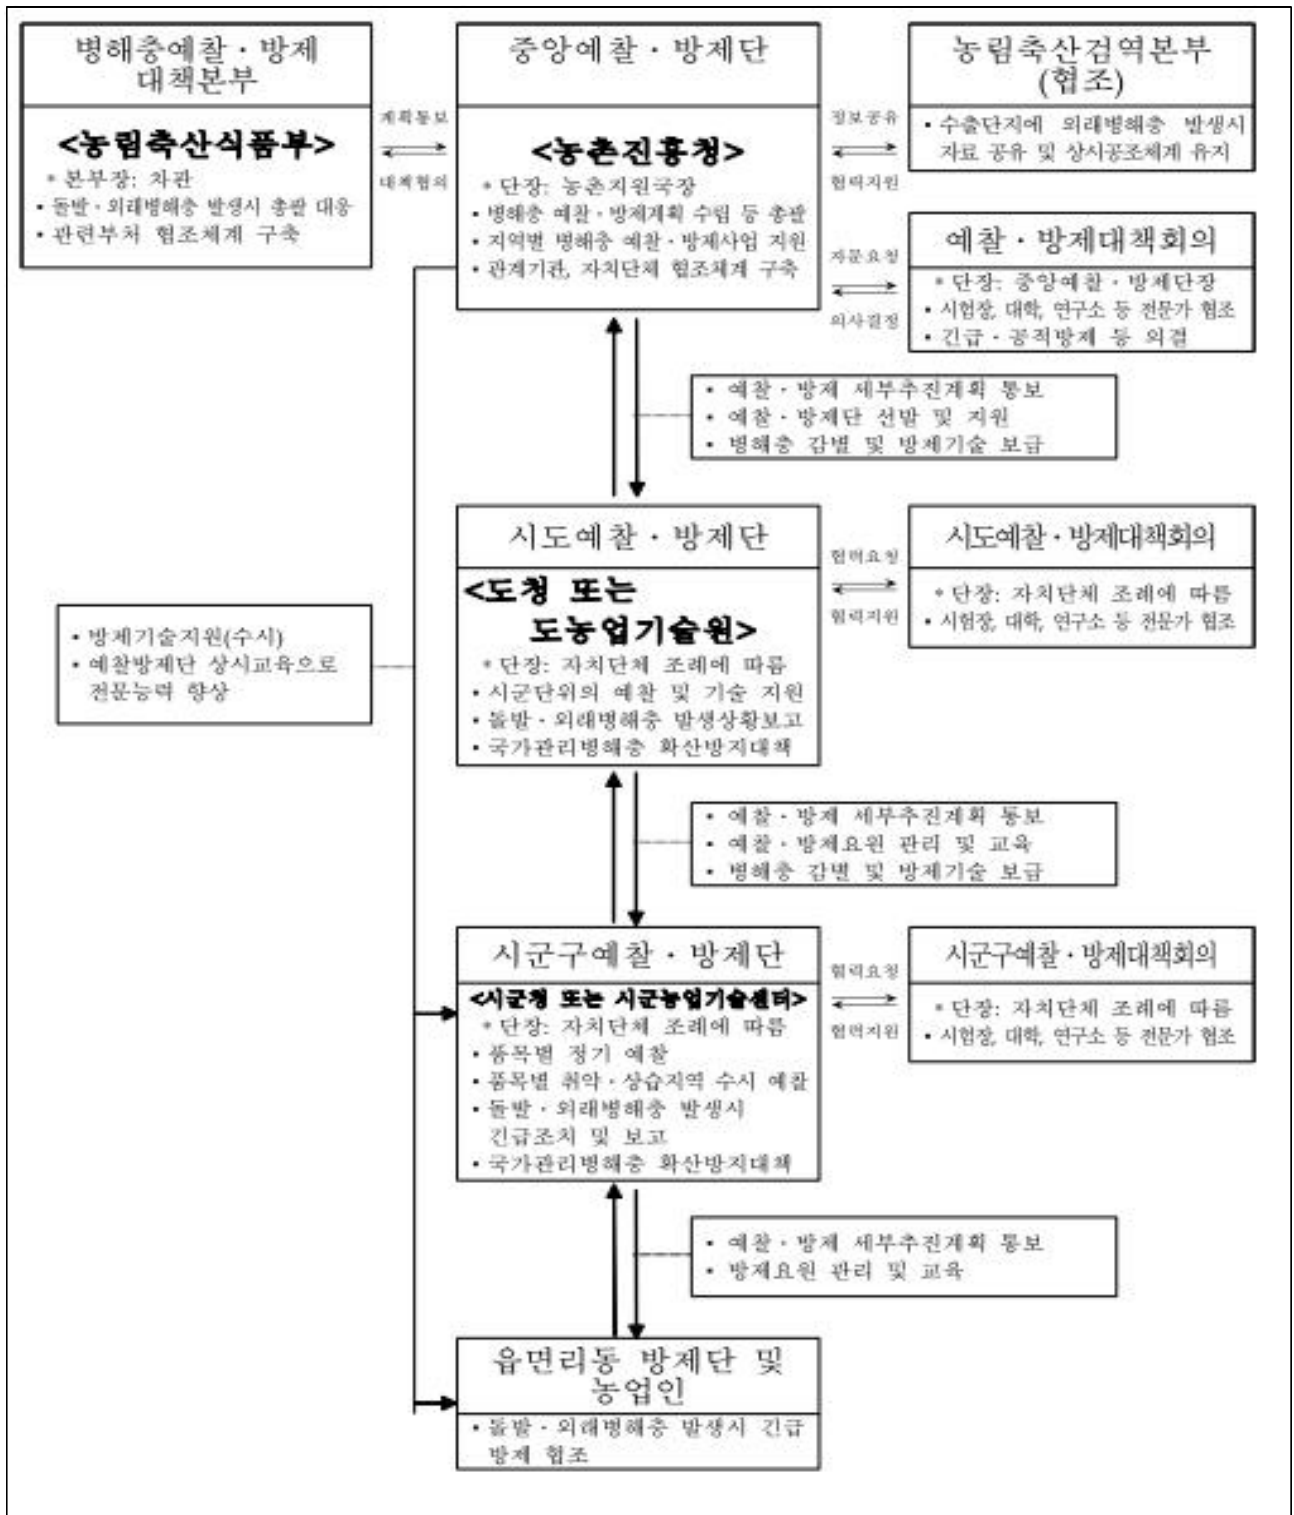 병해충예찰 · 방제
대책본부
<농림축산식품부>
* 본부장: 차관
• 돌발 · 외래병해충 발생시 총괄 대응
• 관련부처 협조체계 구축
계획통보
대책협의
중앙예찰 · 방제단
<농촌진흥청>
* 단장: 농촌지원국장
• 병해충 예찰 · 방제계획 수립 등 총괄
• 지역별 병해충 예찰 · 방제사업 지원
• 관계기관, 자치단체 협조체계 구축
정보공유
협력지원
농림축산검역본부
(협조)
• 수출단지에 외래병해충 발생시
자료 공유 및 상시공조체계 유지
자문요청
의사결정
예찰 · 방제대책회의
* 단장: 중앙예찰 · 방제단장
• 시험장, 대학, 연구소 등 전문가 협조
• 긴급 · 공적방제 등 의결
• 예찰 · 방제 세부추진계획 통보
• 예찰 · 방제단 선발 및 지원
• 병해충 감별 및 방제기술 보급
시도예찰 · 방제단
<도청 또는
도농업기술원>
* 단장: 자치단체 조례에 따름
• 시군단위의 예찰 및 기술 지원
• 돌발 · 외래병해충 발생상황보고
• 국가관리병해충 확산방지대책
협력요청
협력지원
시도예찰 · 방제대책회의
* 단장: 자치단체 조례에 따름
• 시험장, 대학, 연구소 등 전문가 협조
• 방제기술지원(수시)
• 예찰방제단 상시교육으로
전문능력 향상
• 예찰 · 방제 세부추진계획 통보
• 예찰 · 방제요원 관리 및 교육
• 병해충 감별 및 방제기술 보급
시군구예찰 · 방제단
<시군청 또는 시군농업기술센터>
* 단장: 자치단체 조례에 따름
• 품목별 정기 예찰
• 품목별 취약 · 상습지역 수시 예찰
• 돌발 · 외래병해충 발생시
긴급조치 및 보고
• 국가관리병해충 확산방지대책
협력요청
협력지원
시군구예찰 · 방제대책회의
* 단장: 자치단체 조례에 따름
• 시험장, 대학, 연구소 등 전문가 협조
• 예찰 · 방제 세부추진계획 통보
• 방제요원 관리 및 교육
읍면리동 방제단 및
농업인
• 돌발 · 외래병해충 발생시 긴급
방제 협조